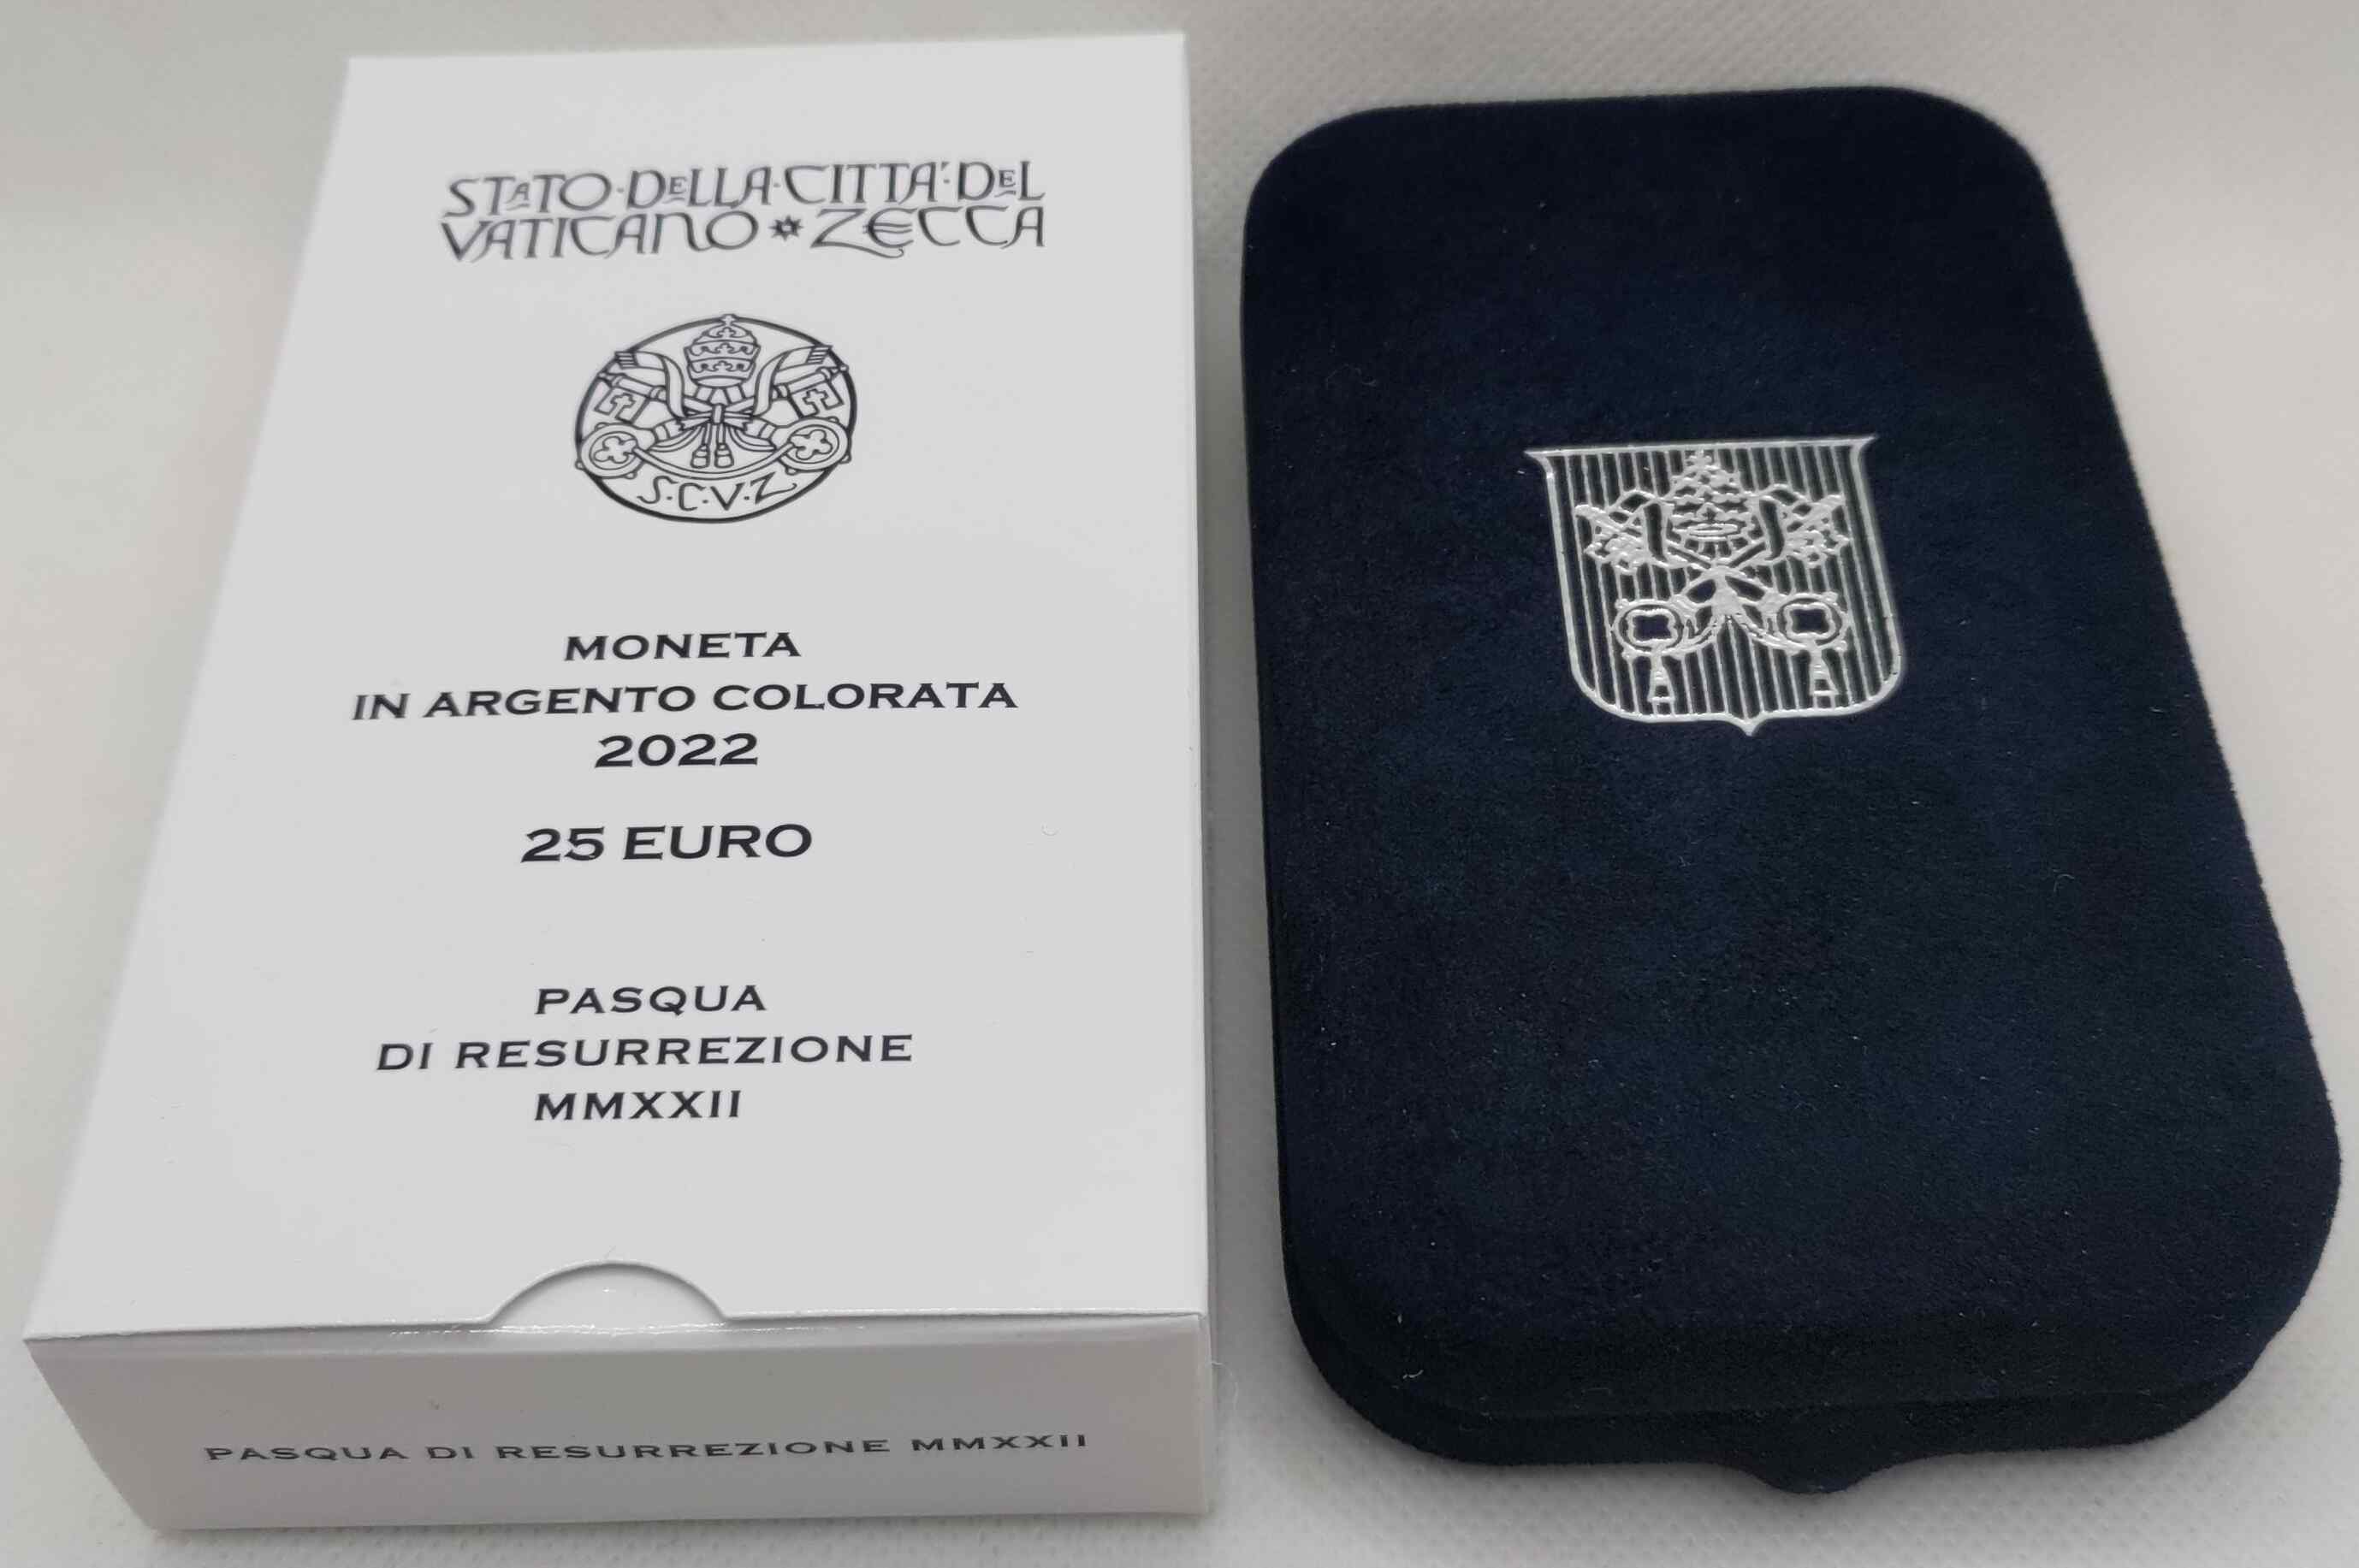 STATO·DELLA·CITTA'·DEL
VATICANO * ZECCA
S·C·V·Z·
MONETA
IN ARGENTO COLORATA
2022
25 EURO
PASQUA
DI RESURREZIONE
MMXXII
PASQUA DI RESURREZIONE MMXXII